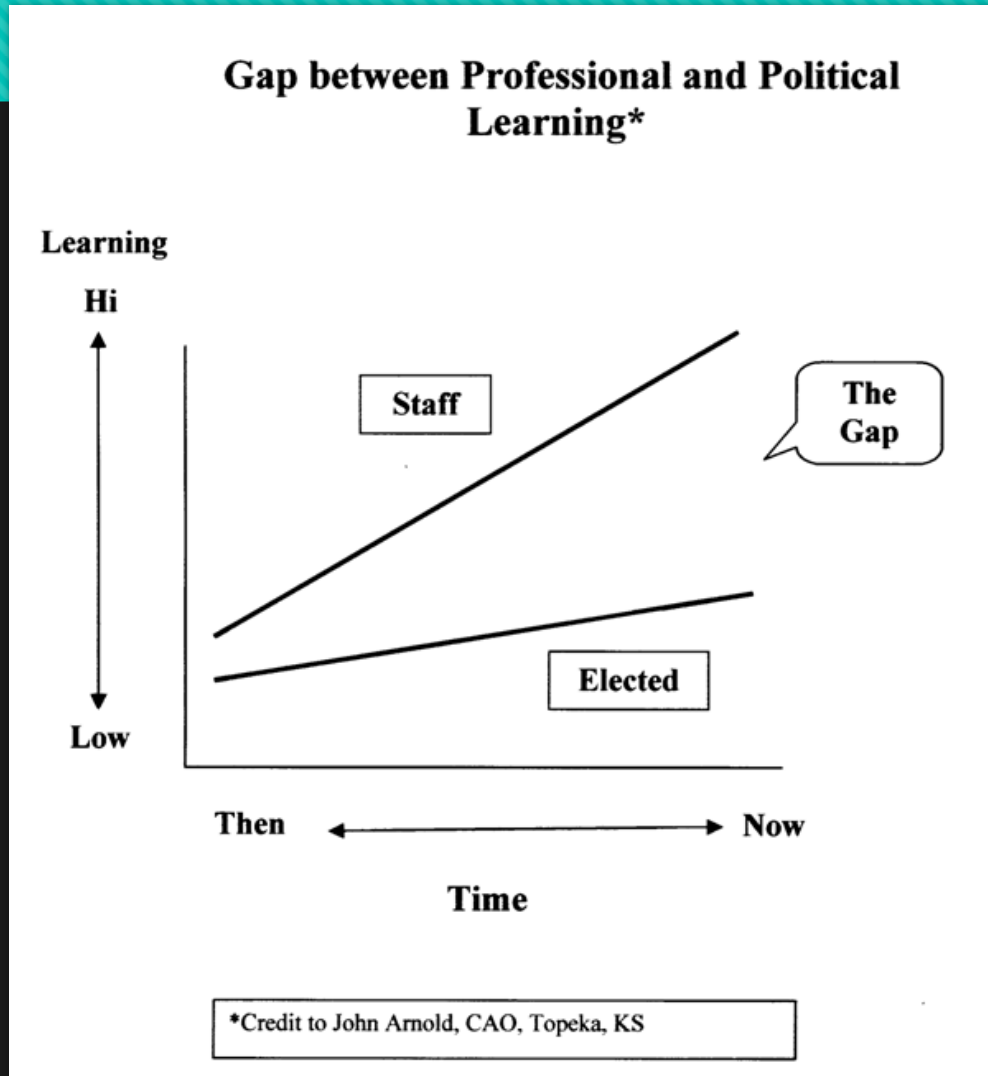 Gap between Professional and Political
Learning*
Learning
Hi
Staff
The
Gap
Elected
Low
Then
Now
Time
*Credit to John Arnold, CAO, Topeka, KS